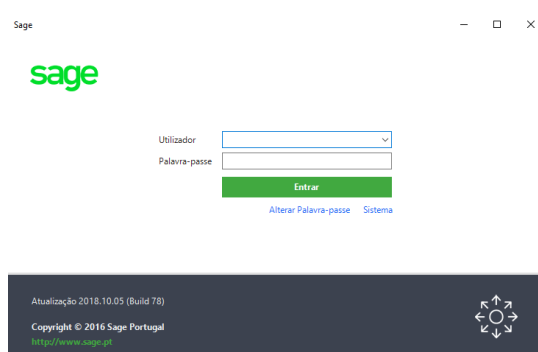 Sage
sage
Utilizador
Palavra-passe
Entrar
Alterar Palavra-passe Sistema
Atualização 2018.10.05 (Build 78)
Copyright © 2016 Sage Portugal
http://www.sage.pt